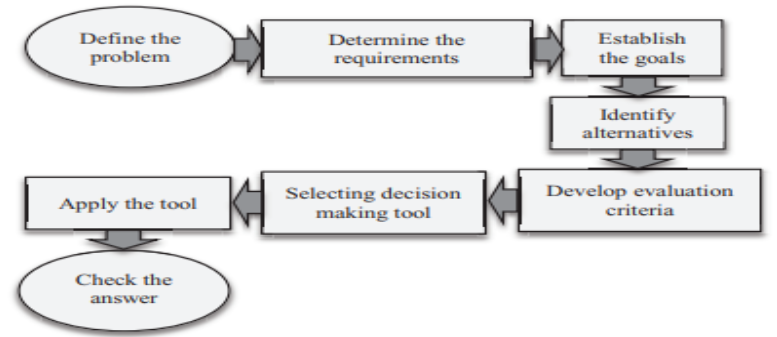 Define the
problem
Determine the
requirements
Establish
the goals
Identify
alternatives
Develop evaluation
criteria
Selecting decision
making tool
Apply the tool
Check the
answer